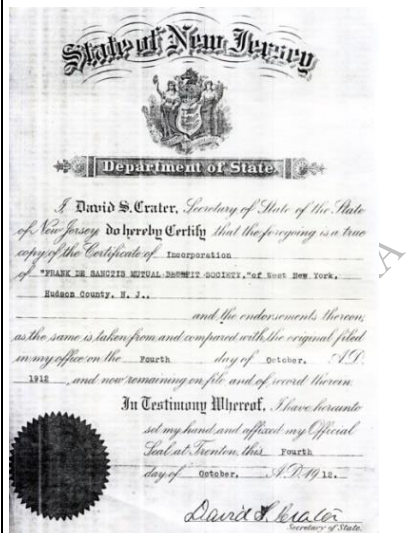 State of New Jersey
Department of State.
I, David S. Crater, Secretary of State of the State
of New Jersey do hereby Certify that the foregoing is a true
copy of the Certificate of Incorporation
of "FRANK DE SANCTIS MUTUAL BENEFIT SOCIETY," of West New York,
Hudson County, N. J.,
and the endorsements thereon,
as the same is taken from and compared with the original filed
in my office on the Fourth day of October, A.D.
1912, and now remaining on file and of record therein.
In Testimony Whereof, I have hereunto
set my hand, and affixed my Official
Seal at Trenton, this Fourth
day of October, A.D. 1912.
David S. Crater
Secretary of State.
A